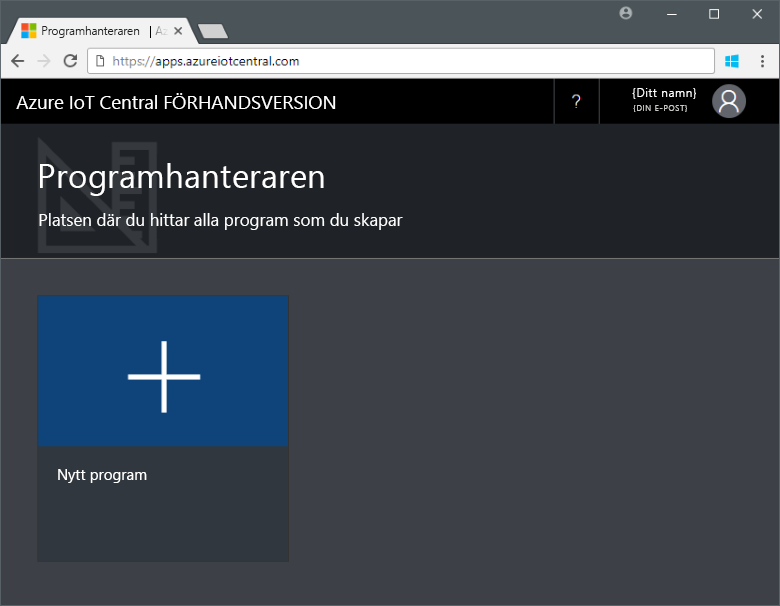 Programhanteraren | Az
https://apps.azureiotcentral.com
Azure IoT Central FÖRHANDSVERSION
?
{Ditt namn}
{DIN E-POST}
Programhanteraren
Platsen där du hittar alla program som du skapar
Nytt program